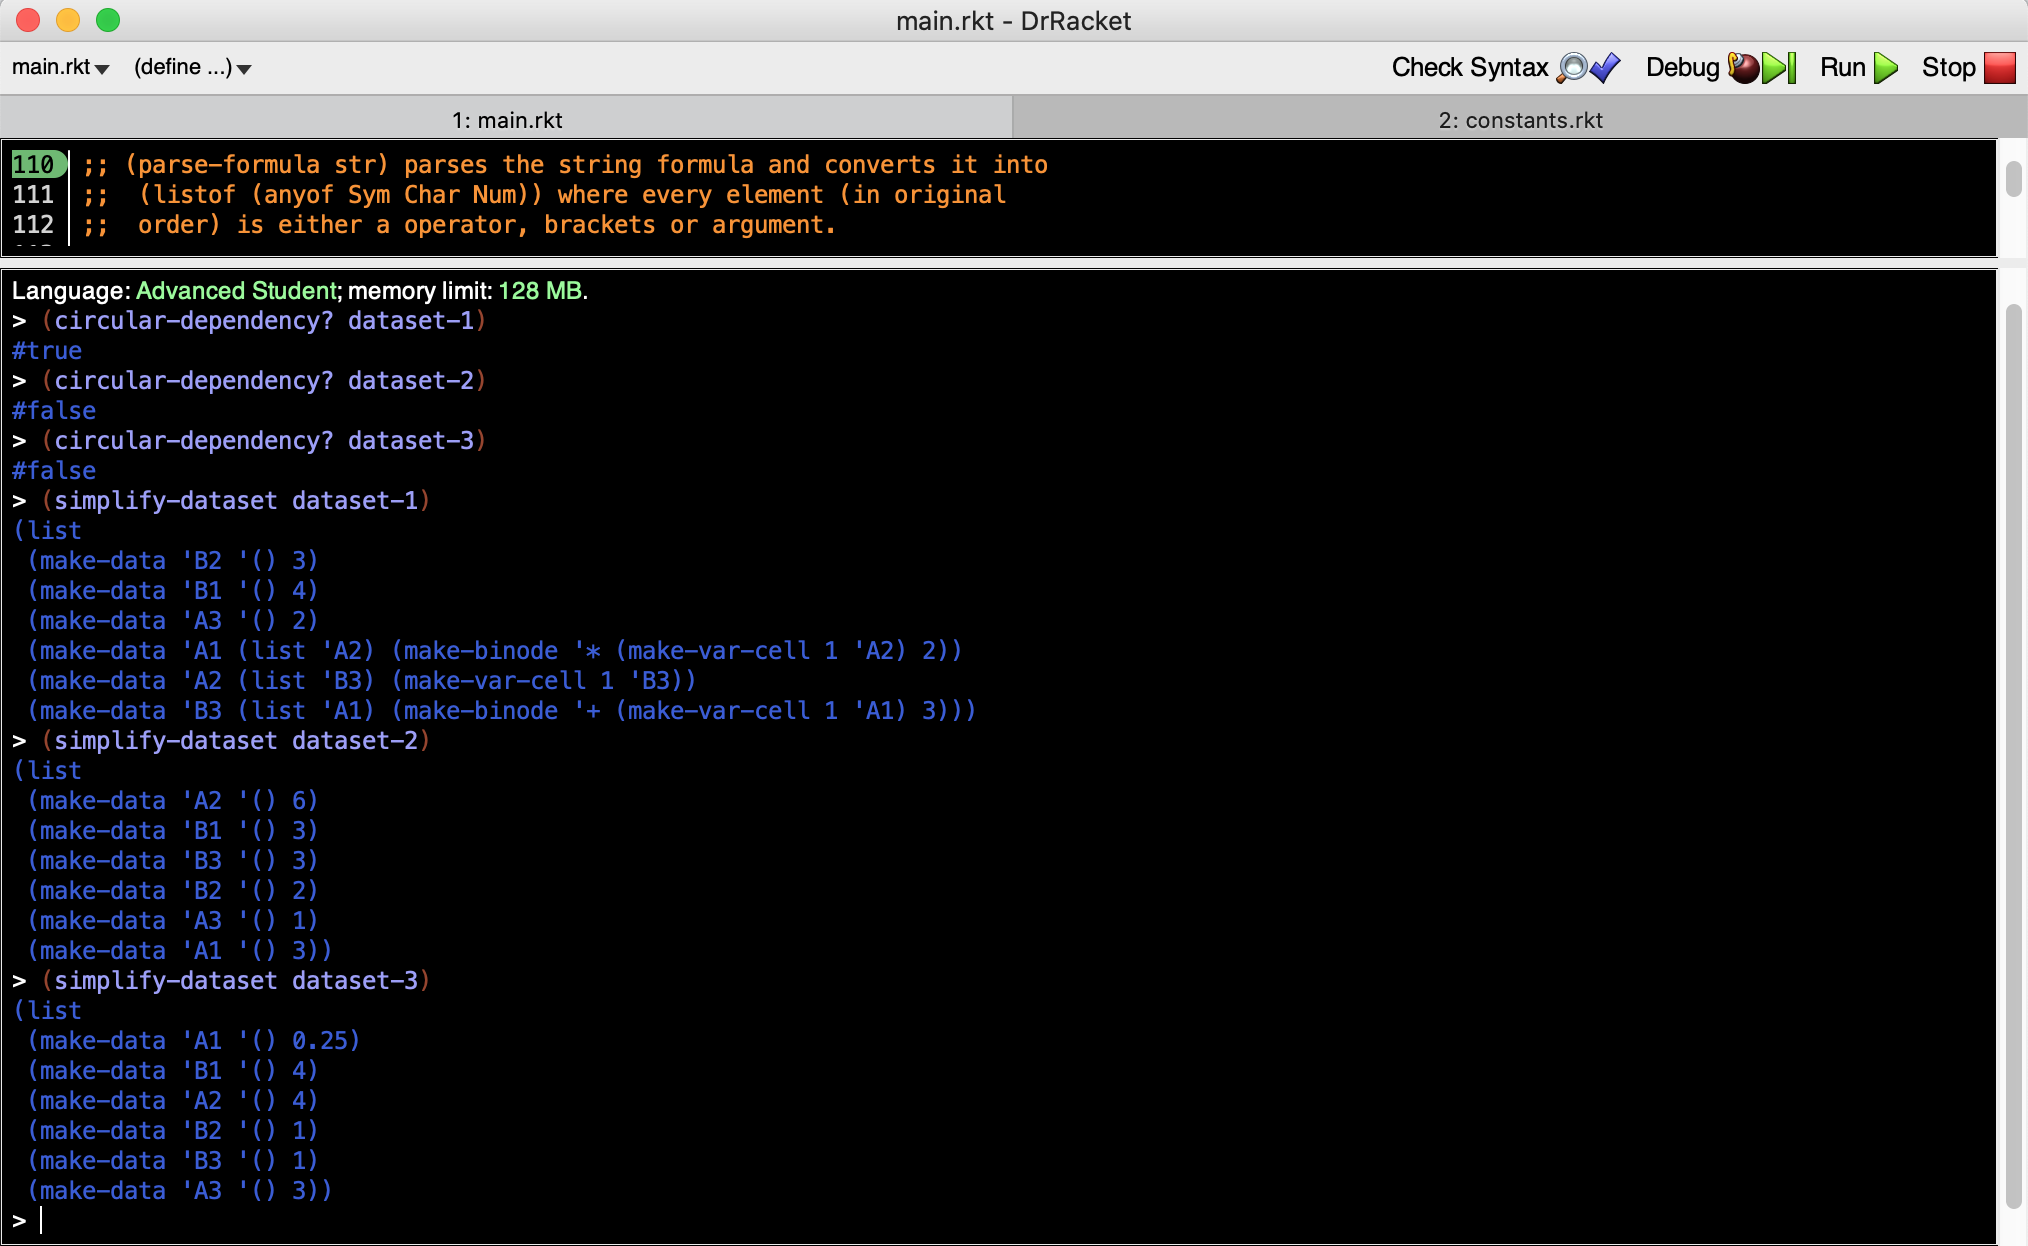 main.rkt - DrRacket
main.rkt (define ...) Check Syntax Debug Run Stop
1: main.rkt 2: constants.rkt
110 ;; (parse-formula str) parses the string formula and converts it into
111 ;;  (listof (anyof Sym Char Num)) where every element (in original
112 ;;  order) is either a operator, brackets or argument.
Language: Advanced Student; memory limit: 128 MB.
> (circular-dependency? dataset-1)
#true
> (circular-dependency? dataset-2)
#false
> (circular-dependency? dataset-3)
#false
> (simplify-dataset dataset-1)
(list
 (make-data 'B2 '() 3)
 (make-data 'B1 '() 4)
 (make-data 'A3 '() 2)
 (make-data 'A1 (list 'A2) (make-binode '* (make-var-cell 1 'A2) 2))
 (make-data 'A2 (list 'B3) (make-var-cell 1 'B3))
 (make-data 'B3 (list 'A1) (make-binode '+ (make-var-cell 1 'A1) 3)))
> (simplify-dataset dataset-2)
(list
 (make-data 'A2 '() 6)
 (make-data 'B1 '() 3)
 (make-data 'B3 '() 3)
 (make-data 'B2 '() 2)
 (make-data 'A3 '() 1)
 (make-data 'A1 '() 3))
> (simplify-dataset dataset-3)
(list
 (make-data 'A1 '() 0.25)
 (make-data 'B1 '() 4)
 (make-data 'A2 '() 4)
 (make-data 'B2 '() 1)
 (make-data 'B3 '() 1)
 (make-data 'A3 '() 3))
>